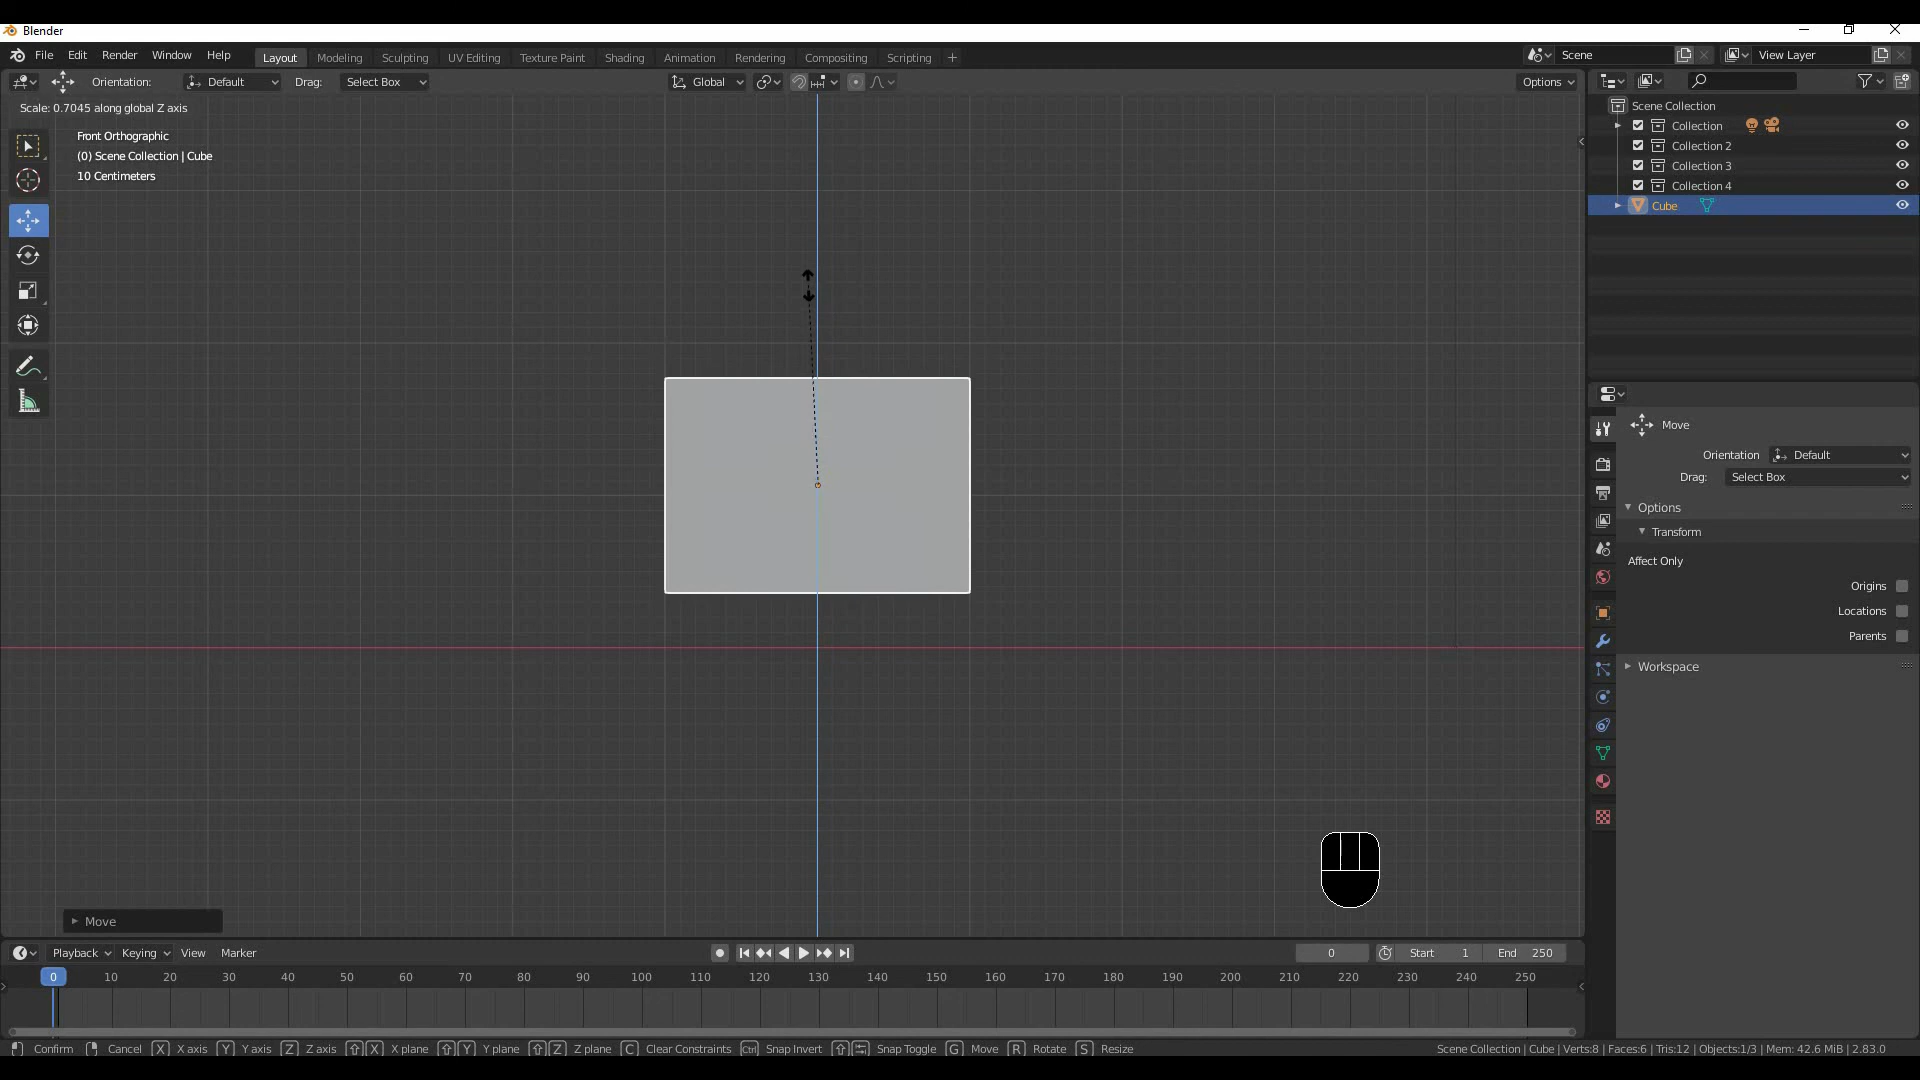 Blender
File Edit Render Window Help Layout Modeling Sculpting UV Editing Texture Paint Shading Animation Rendering Compositing Scripting + Scene View Layer
Orientation: Default Drag: Select Box Global Options
Scale: 0.7045 along global Z axis
Front Orthographic
(0) Scene Collection | Cube
10 Centimeters
Scene Collection
Collection
Collection 2
Collection 3
Collection 4
Cube
Move
Orientation Default
Drag: Select Box
Options
Transform
Affect Only
Origins
Locations
Parents
Workspace
Move
Playback Keying View Marker 0 Start 1 End 250
0 10 20 30 40 50 60 70 80 90 100 110 120 130 140 150 160 170 180 190 200 210 220 230 240 250
Confirm Cancel X X axis Y Y axis Z Z axis X X plane Y Y plane Z Z plane C Clear Constraints Ctrl Snap Invert Snap Toggle G Move R Rotate S Resize Scene Collection | Cube | Verts:8 | Faces:6 | Tris:12 | Objects:1/3 | Mem: 42.6 MiB | 2.83.0